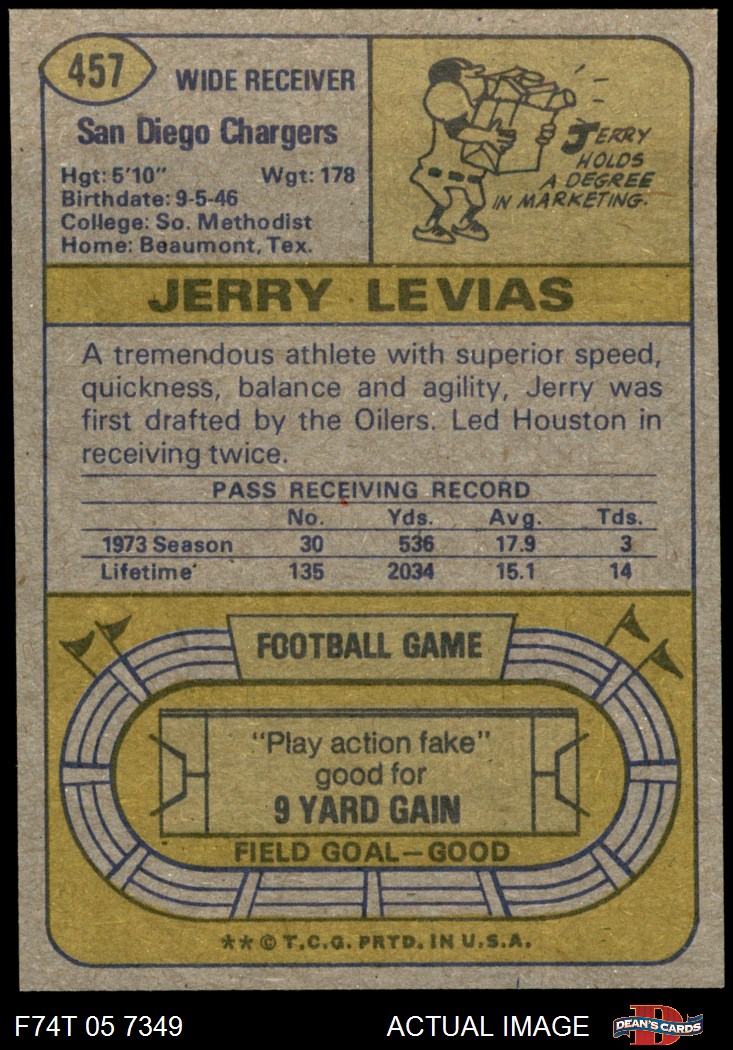 457
WIDE RECEIVER
San Diego Chargers
Hgt: 5'10" Wgt: 178
Birthdate: 9-5-46
College: So. Methodist
Home: Beaumont, Tex.
JERRY
HOLDS
A DEGREE
IN MARKETING.
JERRY LEVIAS
A tremendous athlete with superior speed,
quickness, balance and agility, Jerry was
first drafted by the Oilers. Led Houston in
receiving twice.
PASS RECEIVING RECORD
No. Yds. Avg. Tds.
1973 Season 30 536 17.9 3
Lifetime 135 2034 15.1 14
FOOTBALL GAME
"Play action fake"
good for
9 YARD GAIN
FIELD GOAL—GOOD
** © T.C.G. PRTD. IN U.S.A.
F74T 05 7349 ACTUAL IMAGE
D
DEAN'S CARDS